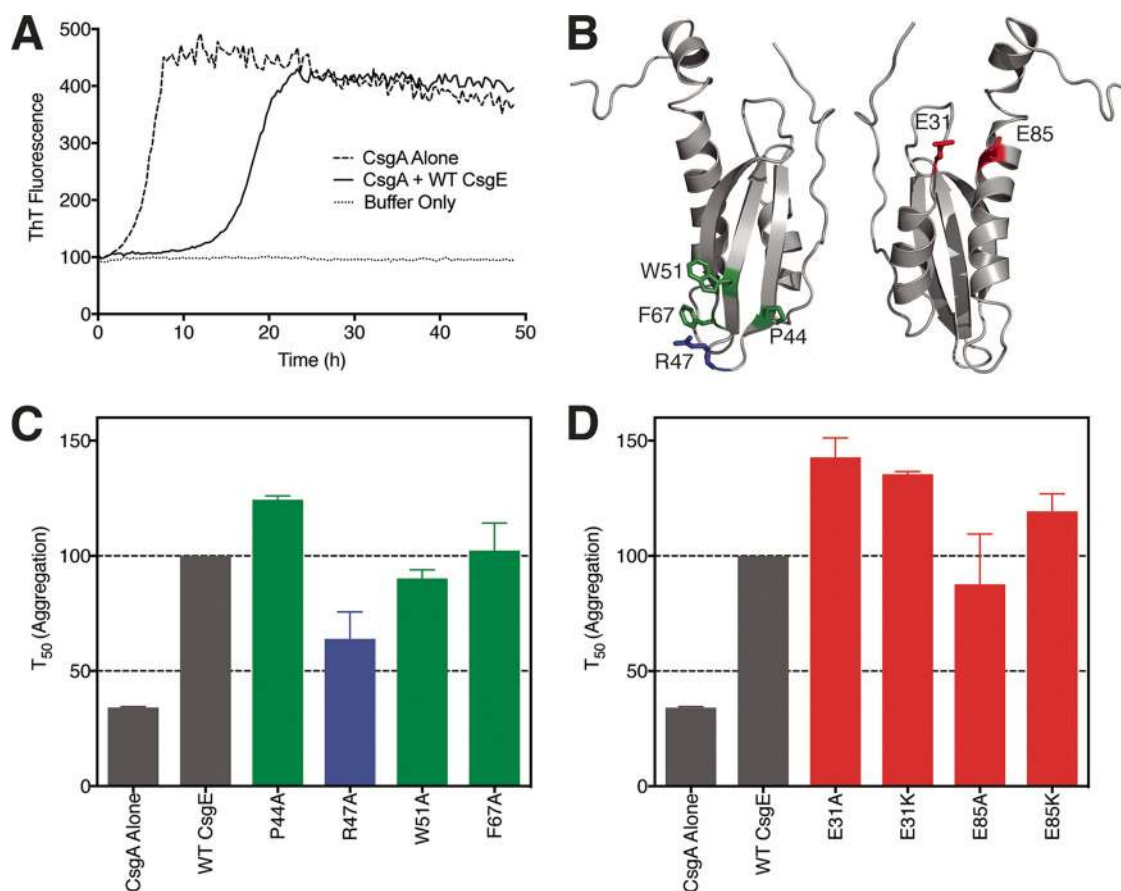 A
ThT Fluorescence
500
400
300
200
100
0
CsgA Alone
CsgA + WT CsgE
Buffer Only
0 10 20 30 40 50
Time (h)
B
E31
E85
W51
F67
P44
R47
C
T50 (Aggregation)
150
100
50
0
CsgA Alone
WT CsgE
P44A
R47A
W51A
F67A
D
T50 (Aggregation)
150
100
50
0
CsgA Alone
WT CsgE
E31A
E31K
E85A
E85K